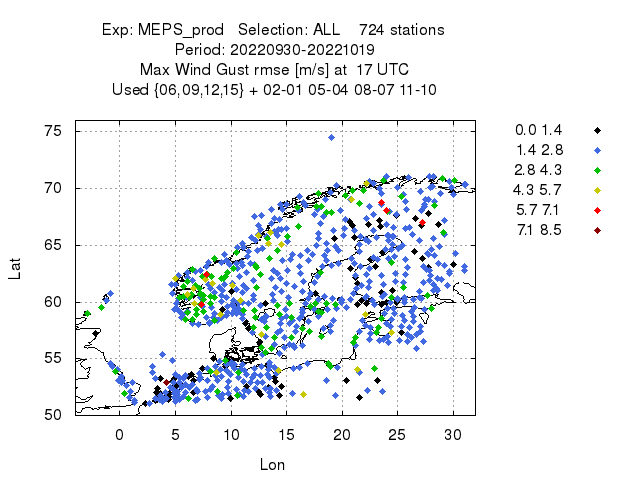 Exp: MEPS_prod   Selection: ALL    724 stations
Period: 20220930-20221019
Max Wind Gust rmse [m/s] at  17 UTC
Used {06,09,12,15} + 02-01 05-04 08-07 11-10
0.0 1.4
1.4 2.8
2.8 4.3
4.3 5.7
5.7 7.1
7.1 8.5
75
70
65
60
55
50
Lat
0 5 10 15 20 25 30
Lon